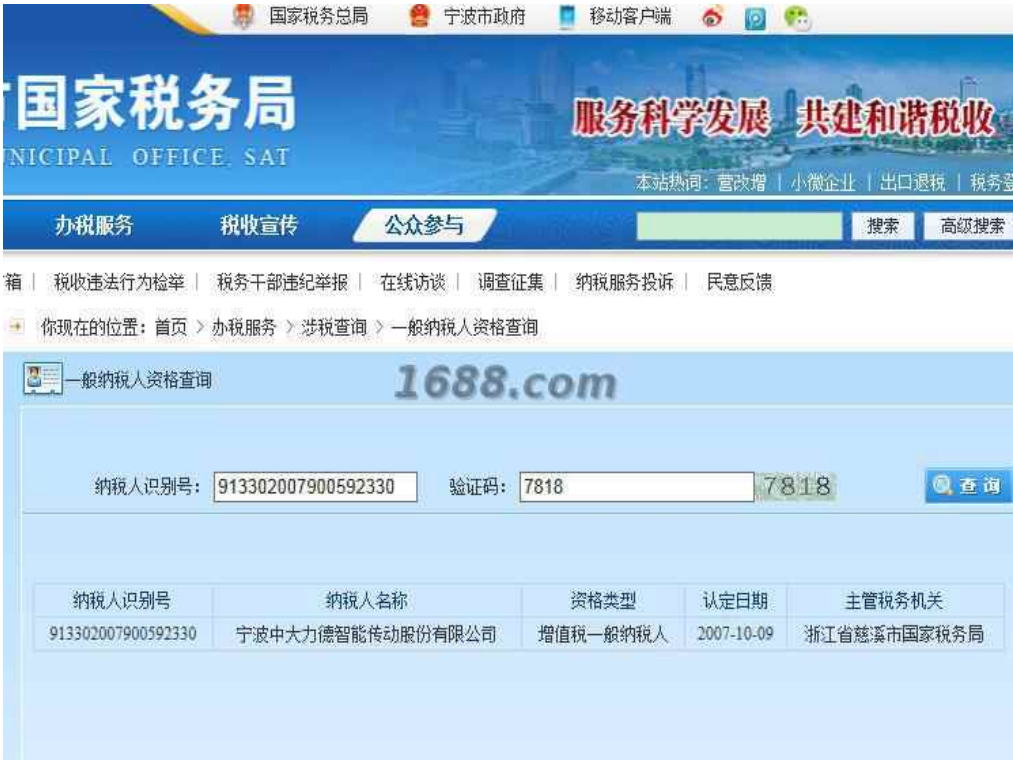 国家税务总局 宁波市政府 移动客户端
国家税务局
NICIPAL OFFICE. SAT
服务科学发展 共建和谐税收
本站热词: 营改增 | 小微企业 | 出口退税 | 税务登
办税服务 税收宣传 公众参与 搜索 高级搜索
箱 | 税收违法行为检举 | 税务干部违纪举报 | 在线访谈 | 调查征集 | 纳税服务投诉 | 民意反馈
你现在的位置: 首页 > 办税服务 > 涉税查询 > 一般纳税人资格查询
一般纳税人资格查询
1688.com
纳税人识别号: 913302007900592330 验证码: 7818 7818 查询
纳税人识别号 纳税人名称 资格类型 认定日期 主管税务机关
913302007900592330 宁波中大力德智能传动股份有限公司 增值税一般纳税人 2007-10-09 浙江省慈溪市国家税务局